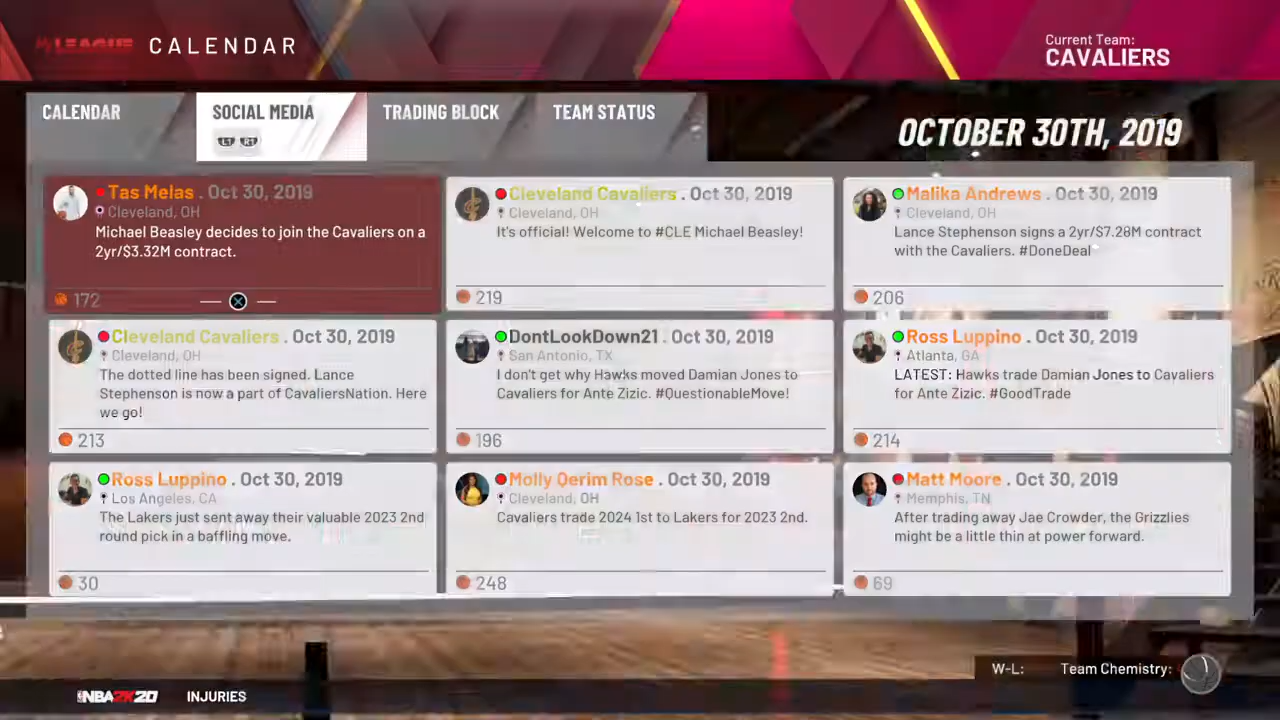 MyLEAGUE CALENDAR
Current Team:
CAVALIERS
CALENDAR
SOCIAL MEDIA
L1 R1
TRADING BLOCK
TEAM STATUS
OCTOBER 30TH, 2019
Tas Melas . Oct 30, 2019
Cleveland, OH
Michael Beasley decides to join the Cavaliers on a
2yr/$3.32M contract.
172
Cleveland Cavaliers . Oct 30, 2019
Cleveland, OH
It's official! Welcome to #CLE Michael Beasley!
219
Malika Andrews . Oct 30, 2019
Cleveland, OH
Lance Stephenson signs a 2yr/$7.28M contract
with the Cavaliers. #DoneDeal
206
Cleveland Cavaliers . Oct 30, 2019
Cleveland, OH
The dotted line has been signed. Lance
Stephenson is now a part of CavaliersNation. Here
we go!
213
DontLookDown21 . Oct 30, 2019
San Antonio, TX
I don't get why Hawks moved Damian Jones to
Cavaliers for Ante Zizic. #QuestionableMove!
196
Ross Luppino . Oct 30, 2019
Atlanta, GA
LATEST: Hawks trade Damian Jones to Cavaliers
for Ante Zizic. #GoodTrade
214
Ross Luppino . Oct 30, 2019
Los Angeles, CA
The Lakers just sent away their valuable 2023 2nd
round pick in a baffling move.
30
Molly Qerim Rose . Oct 30, 2019
Cleveland, OH
Cavaliers trade 2024 1st to Lakers for 2023 2nd.
248
Matt Moore . Oct 30, 2019
Memphis, TN
After trading away Jae Crowder, the Grizzlies
might be a little thin at power forward.
69
W-L:
Team Chemistry:
NBA2K20
INJURIES